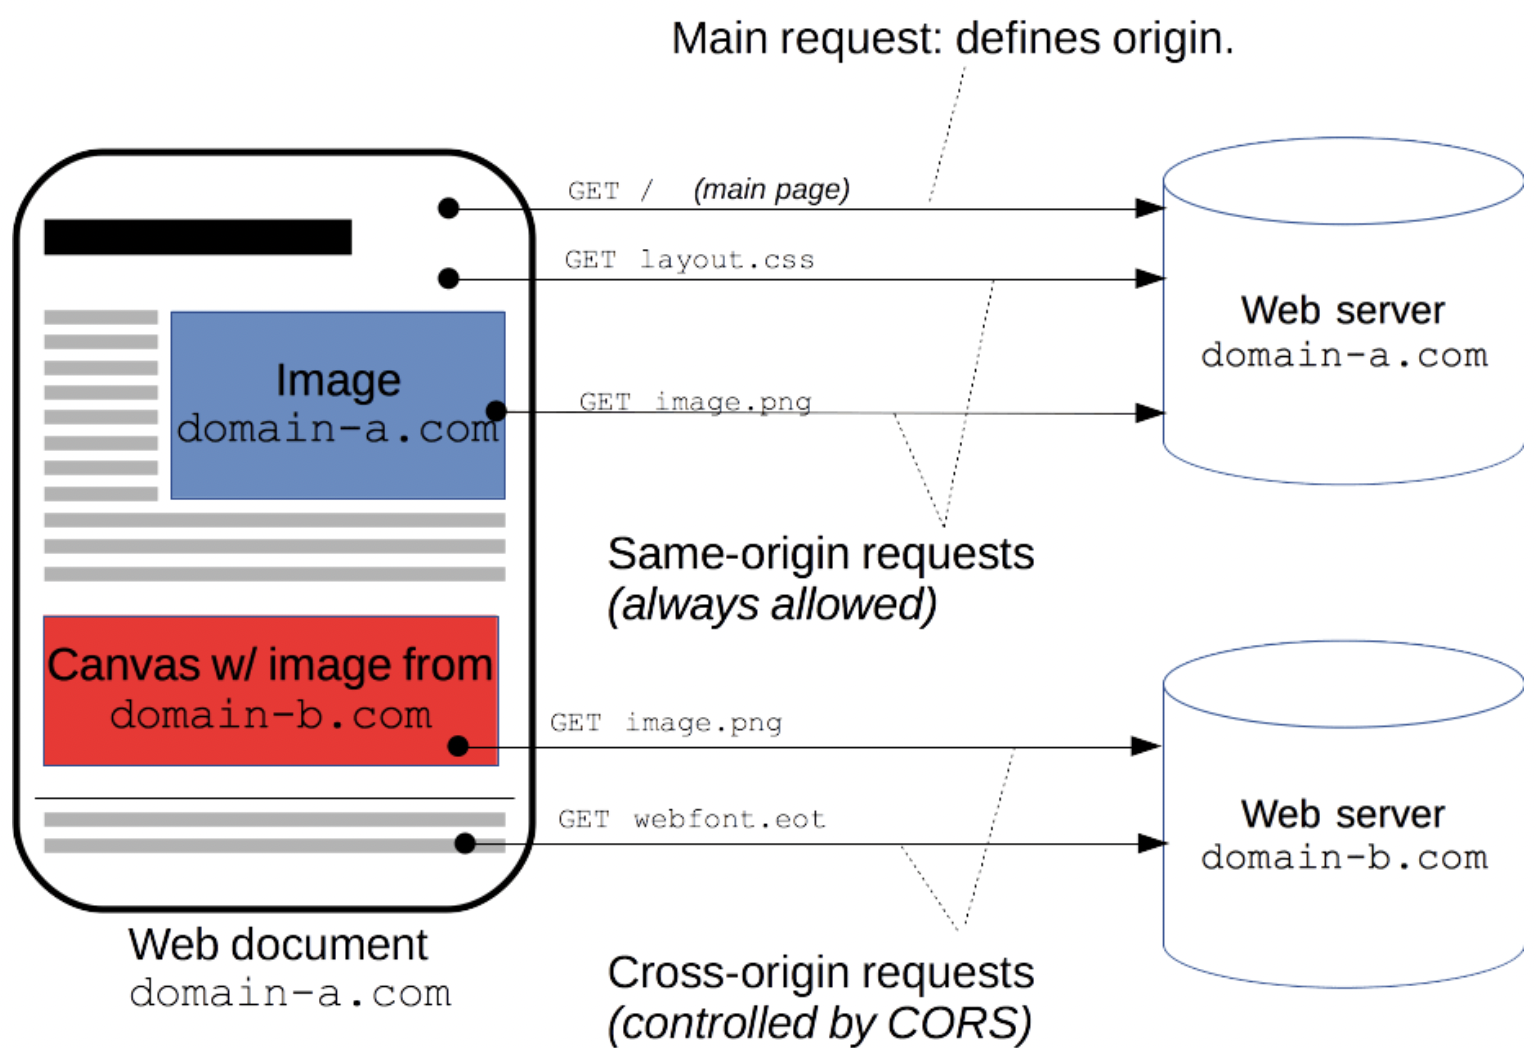 Main request: defines origin.
GET / (main page)
GET layout.css
Image
domain-a.com
GET image.png
Web server
domain-a.com
Same-origin requests
(always allowed)
Canvas w/ image from
domain-b.com
GET image.png
GET webfont.eot
Web server
domain-b.com
Web document
domain-a.com
Cross-origin requests
(controlled by CORS)